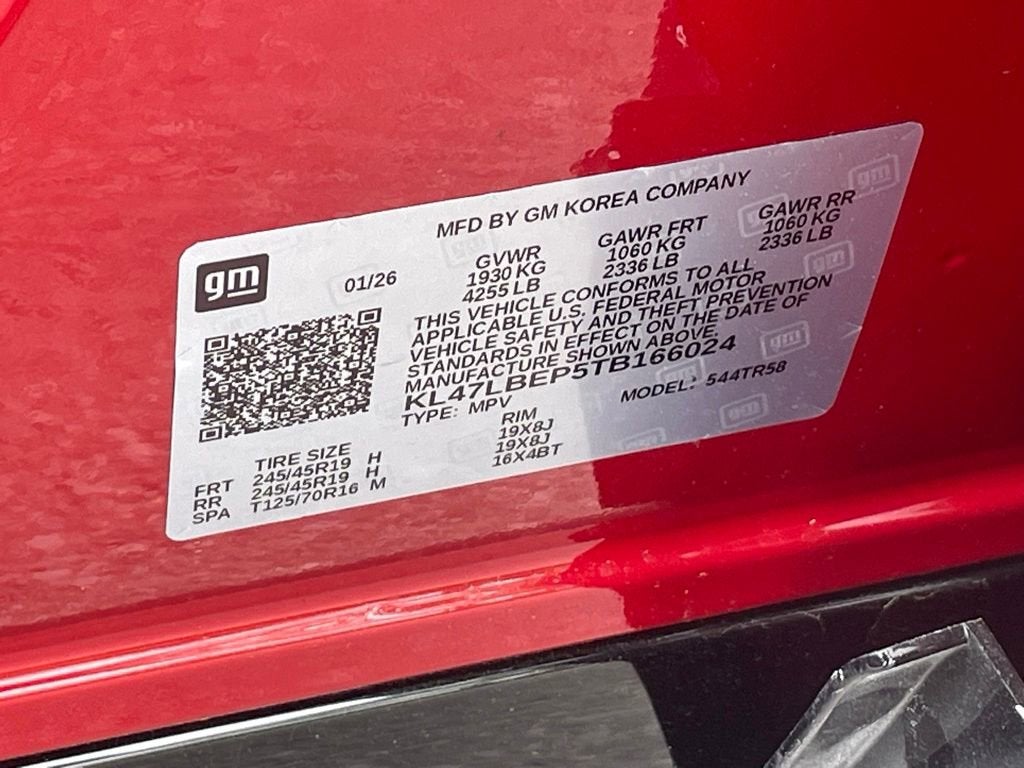 MFD BY GM KOREA COMPANY
gm 01/26
GVWR GAWR FRT GAWR RR
1930 KG 1060 KG 1060 KG
4255 LB 2336 LB 2336 LB
THIS VEHICLE CONFORMS TO ALL
APPLICABLE U.S. FEDERAL MOTOR
VEHICLE SAFETY AND THEFT PREVENTION
STANDARDS IN EFFECT ON THE DATE OF
MANUFACTURE SHOWN ABOVE.
KL47LBEP5TB166024
TYPE: MPV MODEL: 544TR58
TIRE SIZE RIM
FRT 245/45R19 H 19X8J
RR 245/45R19 H 19X8J
SPA T125/70R16 M 16X4BT